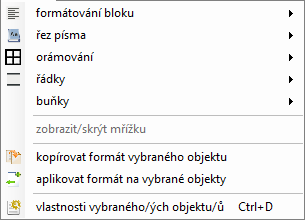 formátování bloku
řez písma
orámování
řádky
buňky
zobrazit/skrýt mřížku
kopírovat formát vybraného objektu
aplikovat formát na vybrané objekty
vlastnosti vybraného/ých objektu/ů Ctrl+D